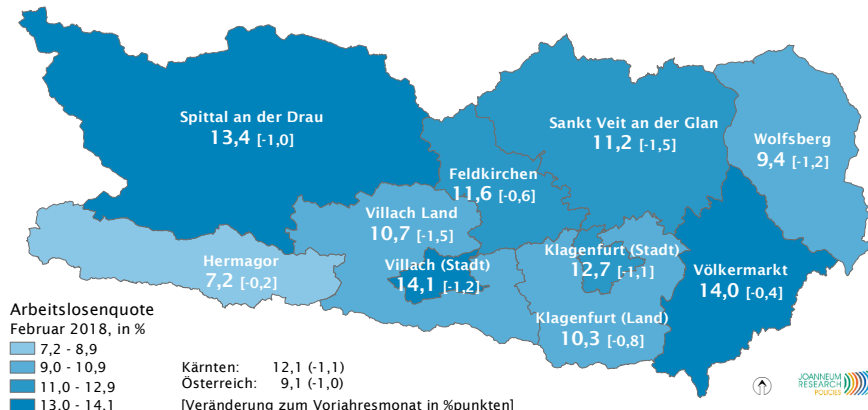 Spittal an der Drau
13,4 [-1,0]
Sankt Veit an der Glan
11,2 [-1,5]
Wolfsberg
9,4 [-1,2]
Feldkirchen
11,6 [-0,6]
Villach Land
10,7 [-1,5]
Hermagor
7,2 [-0,2]
Villach (Stadt)
14,1 [-1,2]
Klagenfurt (Stadt)
12,7 [-1,1]
Völkermarkt
14,0 [-0,4]
Klagenfurt (Land)
10,3 [-0,8]
Arbeitslosenquote
Februar 2018, in %
7,2 - 8,9
9,0 - 10,9
11,0 - 12,9
13,0 - 14,1
Kärnten: 12,1 (-1,1)
Österreich: 9,1 (-1,0)
[Veränderung zum Vorjahresmonat in %punkten]
JOANNEUM
RESEARCH
POLICIES